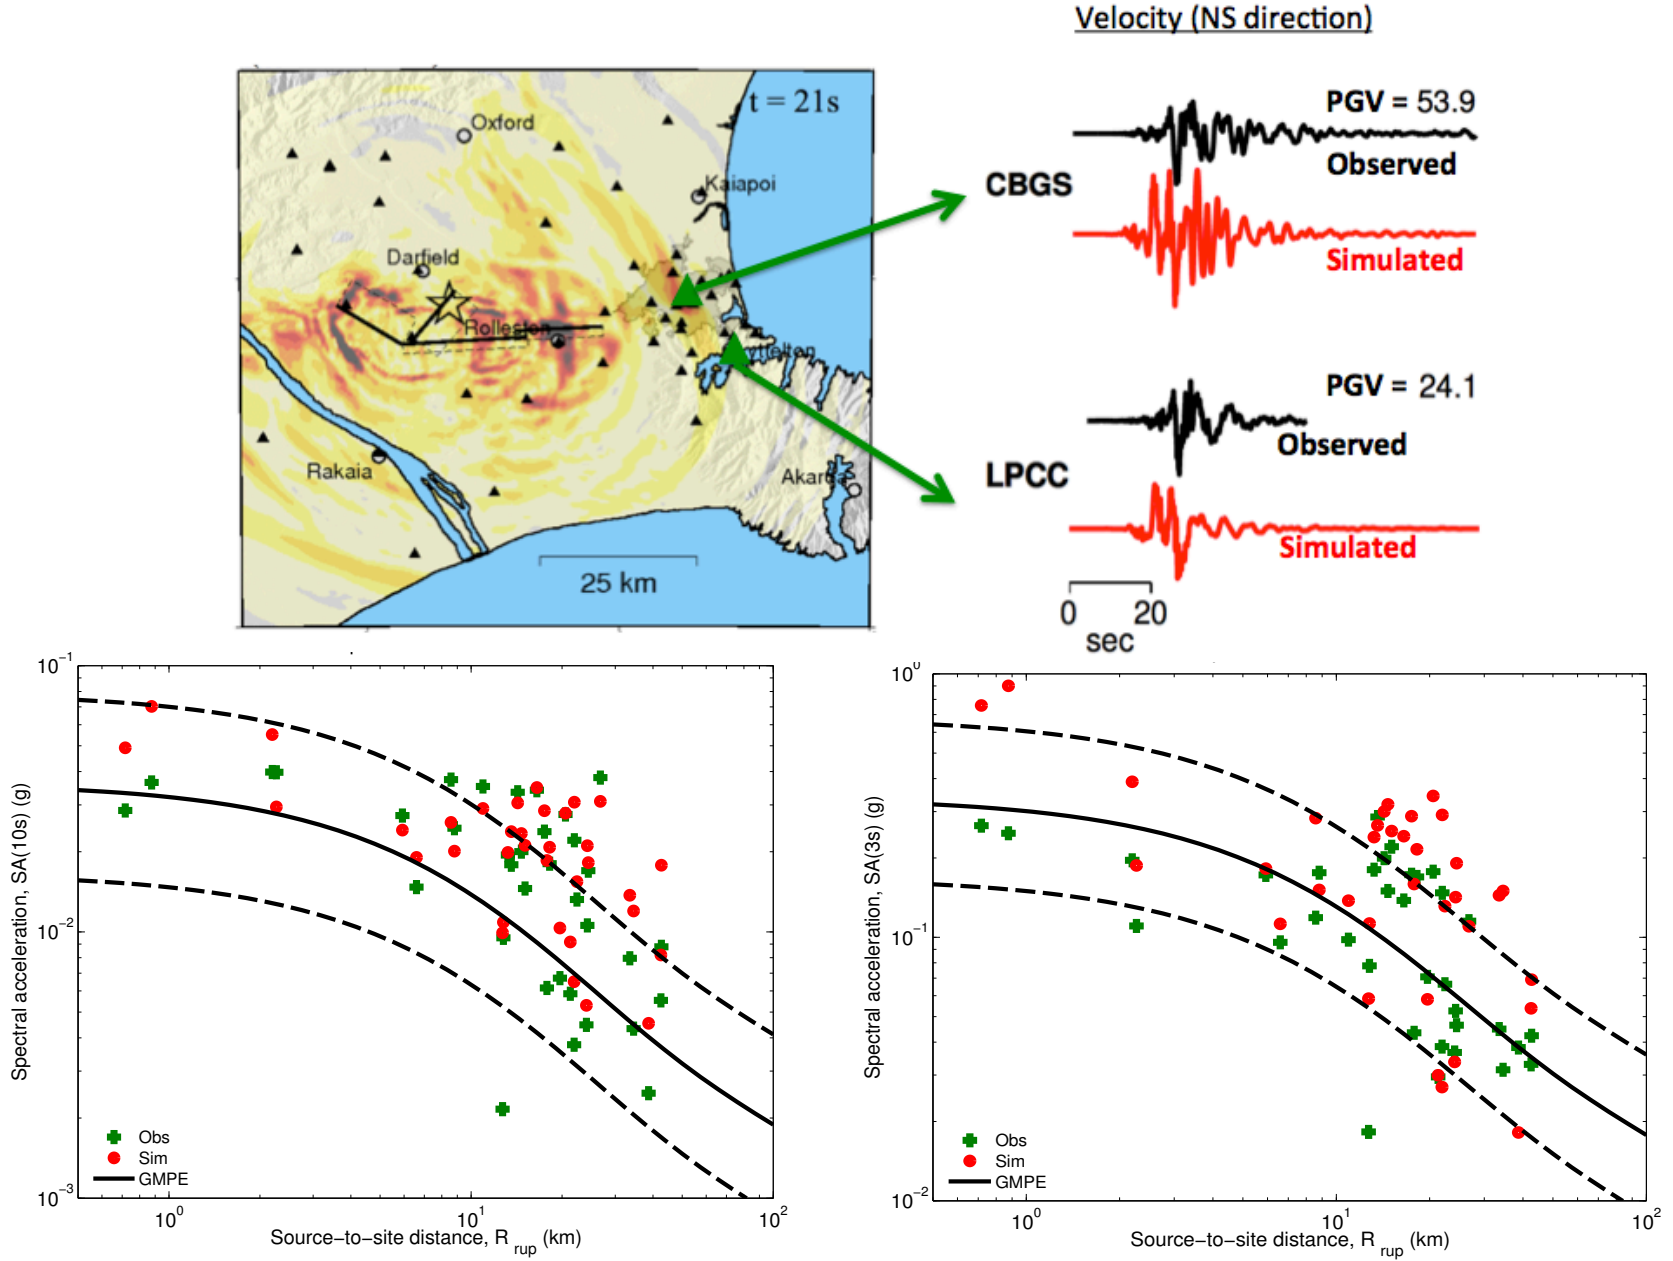 Velocity (NS direction)
t = 21s
Oxford
Kaiapoi
Darfield
Rolleston
Rakaia
25 km
PGV = 53.9
Observed
CBGS
Simulated
PGV = 24.1
Observed
LPCC
Simulated
0 20
sec
10⁻¹
10⁻²
10⁻³
Spectral acceleration, SA(10s) (g)
Obs
Sim
GMPE
10⁰ 10¹ 10²
Source−to−site distance, R rup (km)
10⁰
10⁻¹
10⁻²
Spectral acceleration, SA(3s) (g)
Obs
Sim
GMPE
10⁰ 10¹ 10²
Source−to−site distance, R rup (km)